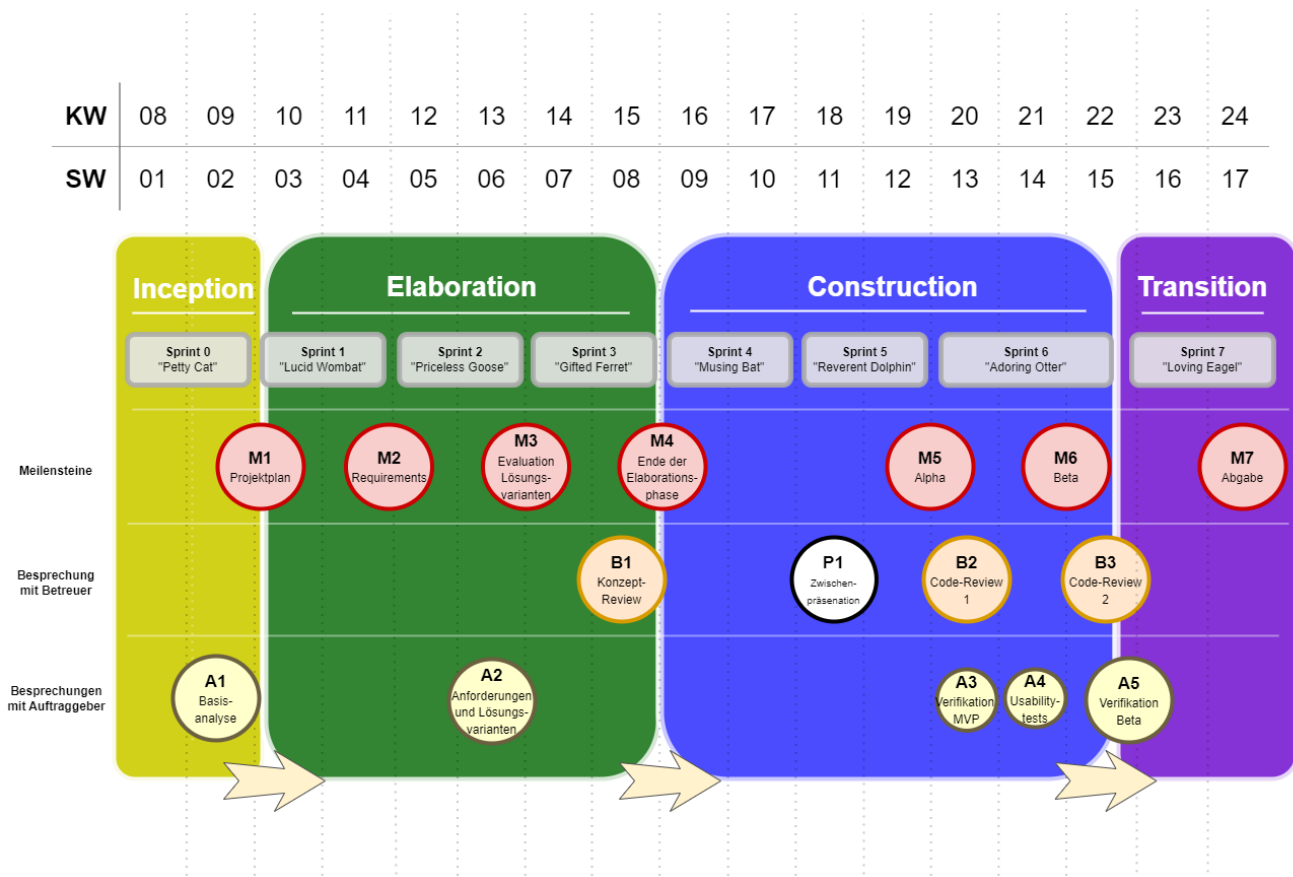 KW 08 09 10 11 12 13 14 15 16 17 18 19 20 21 22 23 24
SW 01 02 03 04 05 06 07 08 09 10 11 12 13 14 15 16 17
Inception Elaboration Construction Transition
Sprint 0
"Petty Cat"
Sprint 1
"Lucid Wombat"
Sprint 2
"Priceless Goose"
Sprint 3
"Gifted Ferret"
Sprint 4
"Musing Bat"
Sprint 5
"Reverent Dolphin"
Sprint 6
"Adoring Otter"
Sprint 7
"Loving Eagel"
Meilensteine
M1
Projektplan
M2
Requirements
M3
Evaluation
Lösungs-
varianten
M4
Ende der
Elaborations-
phase
M5
Alpha
M6
Beta
M7
Abgabe
Besprechung
mit Betreuer
B1
Konzept-
Review
P1
Zwischen-
präsenation
B2
Code-Review
1
B3
Code-Review
2
Besprechungen
mit Auftraggeber
A1
Basis-
analyse
A2
Anforderungen
und Lösungs-
varianten
A3
Verifikation
MVP
A4
Usability-
tests
A5
Verifikation
Beta